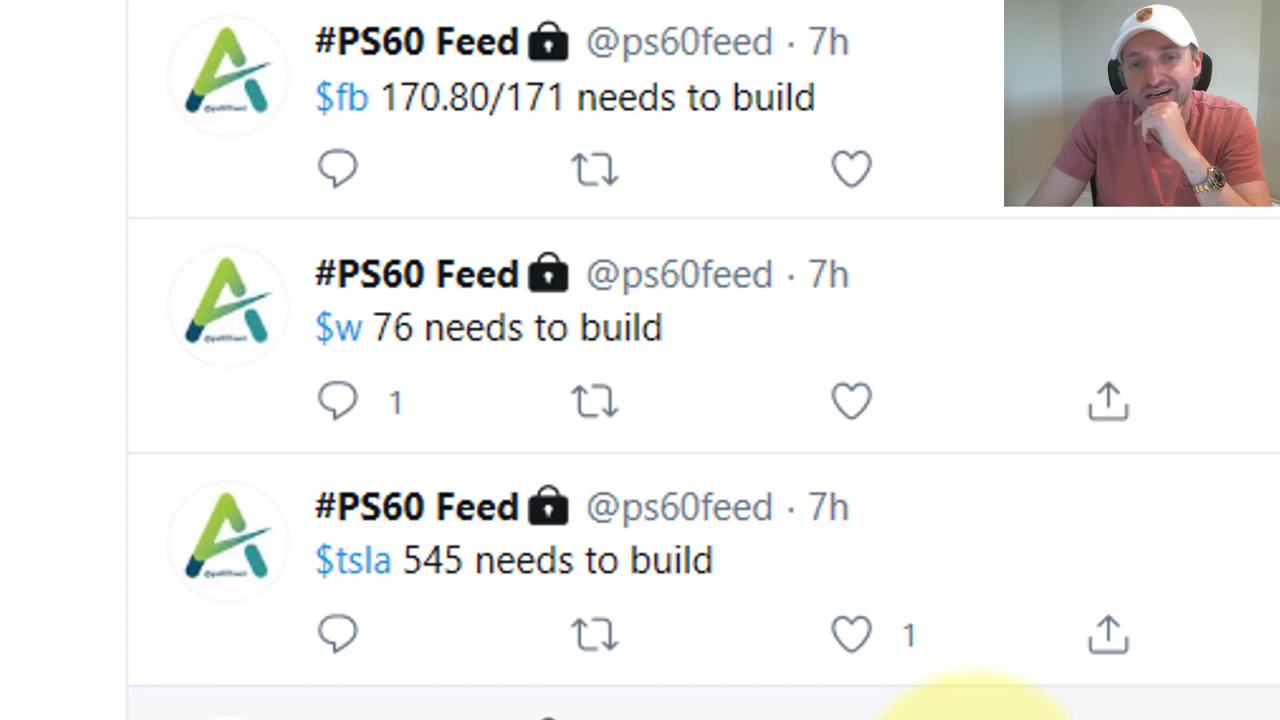 #PS60 Feed @ps60feed · 7h
$fb 170.80/171 needs to build
#PS60 Feed @ps60feed · 7h
$w 76 needs to build
1
#PS60 Feed @ps60feed · 7h
$tsla 545 needs to build
1